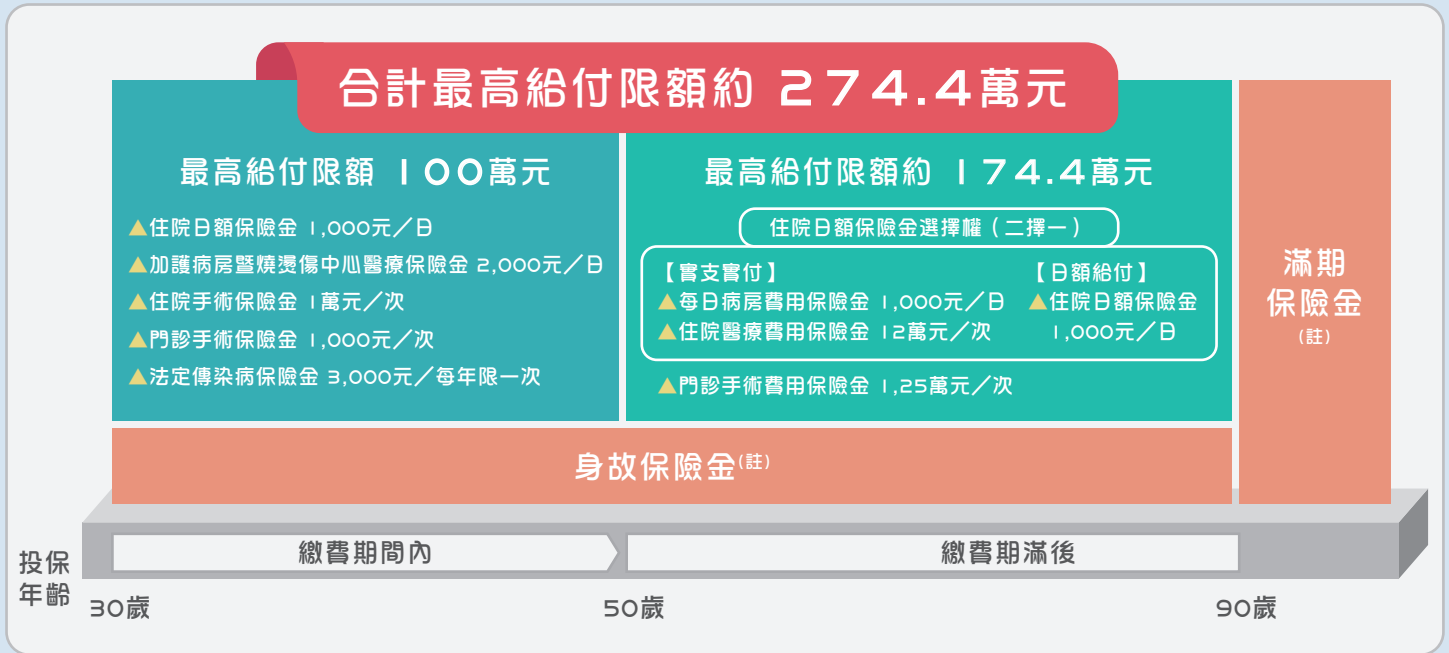 合計最高給付限額約 274.4萬元
最高給付限額 100萬元
▲住院日額保險金 1,000元／日
▲加護病房暨燒燙傷中心醫療保險金 2,000元／日
▲住院手術保險金 1萬元／次
▲門診手術保險金 1,000元／次
▲法定傳染病保險金 3,000元／每年限一次
最高給付限額約 174.4萬元
住院日額保險金選擇權（二擇一）
【實支實付】
▲每日病房費用保險金 1,000元／日
▲住院醫療費用保險金 12萬元／次
【日額給付】
▲住院日額保險金
1,000元／日
▲門診手術費用保險金 1,25萬元／次
滿期
保險金
(註)
身故保險金(註)
繳費期間內
繳費期滿後
投保
年齡
30歲
50歲
90歲